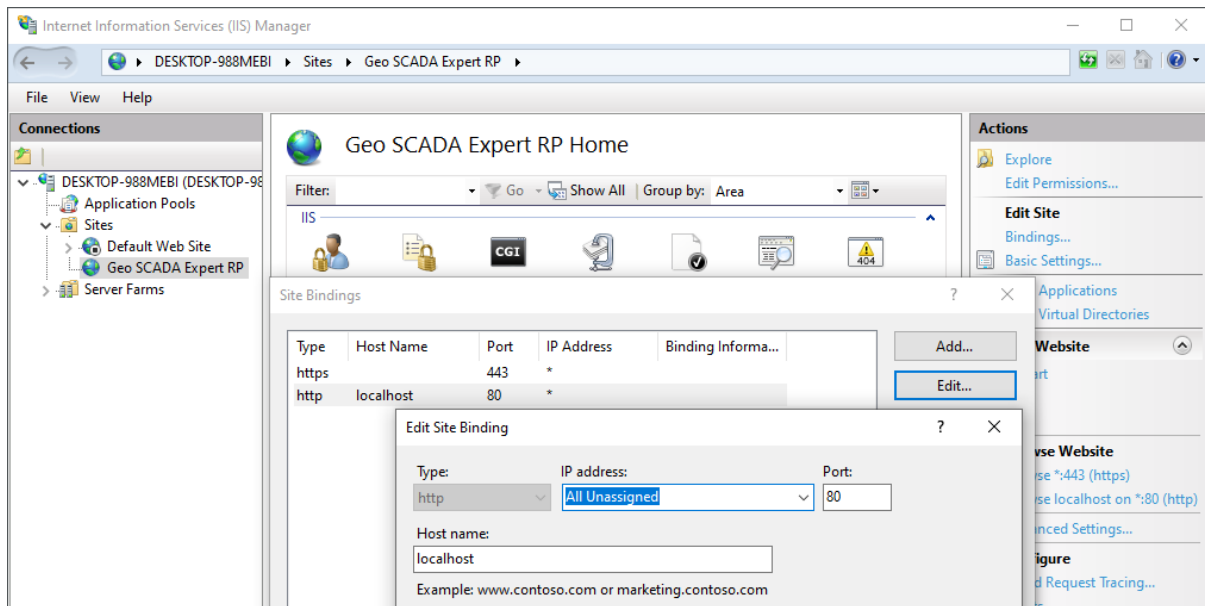 Internet Information Services (IIS) Manager
DESKTOP-988MEBI Sites Geo SCADA Expert RP
File View Help
Connections
DESKTOP-988MEBI (DESKTOP-98
Application Pools
Sites
Default Web Site
Geo SCADA Expert RP
Server Farms
Geo SCADA Expert RP Home
Filter: Go Show All Group by: Area
IIS
CGI
404
Actions
Explore
Edit Permissions...
Edit Site
Bindings...
Basic Settings...
Applications
Virtual Directories
Website
art
wse Website
se *:443 (https)
se localhost on *:80 (http)
nced Settings...
igure
d Request Tracing...
Site Bindings ?
Type Host Name Port IP Address Binding Informa...
https 443 *
http localhost 80 *
Add...
Edit...
Edit Site Binding ?
Type: IP address: Port:
http All Unassigned 80
Host name:
localhost
Example: www.contoso.com or marketing.contoso.com